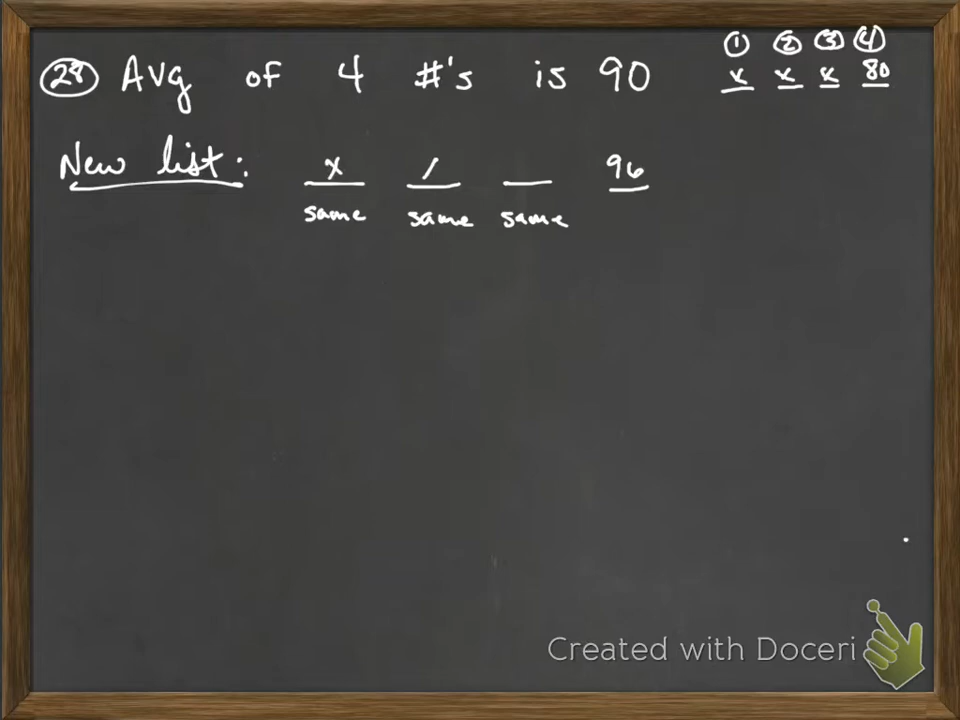 ① ② ③ ④
28 Avg of 4 #'s is 90 x x x 80
New list: x / 96
same same same
Created with Doceri